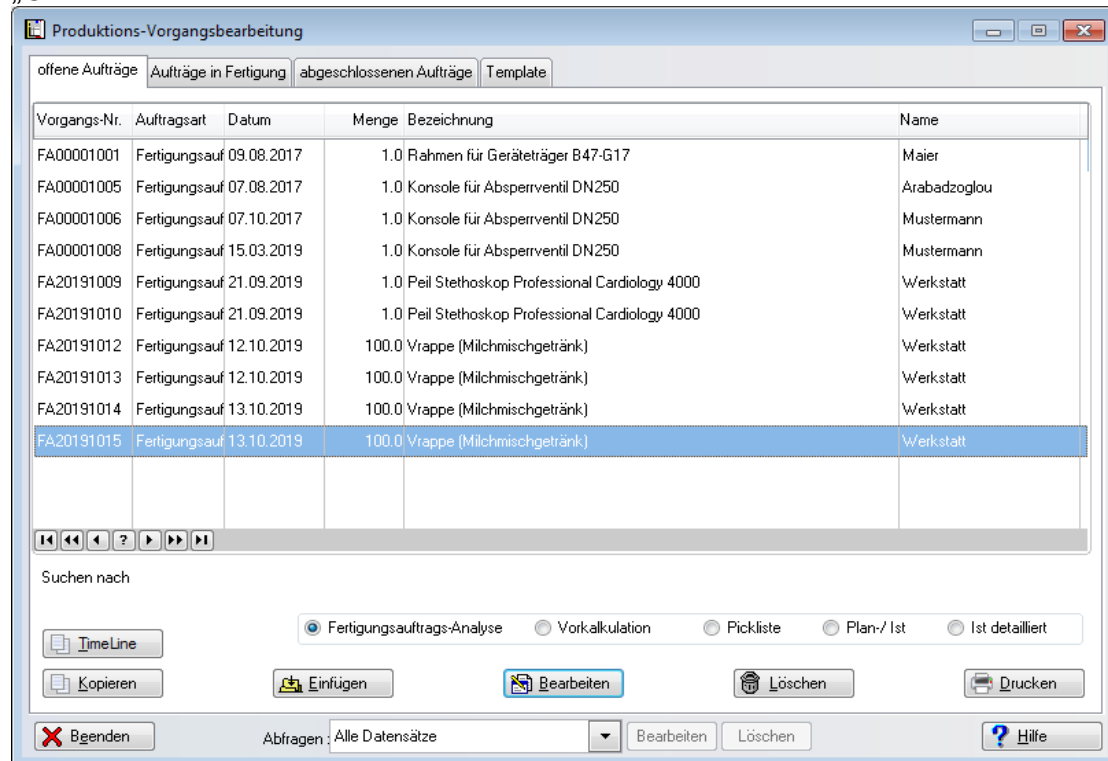 Produktions-Vorgangsbearbeitung
offene Aufträge Aufträge in Fertigung abgeschlossenen Aufträge Template
Vorgangs-Nr. Auftragsart Datum Menge Bezeichnung Name
FA00001001 Fertigungsauf 09.08.2017 1.0 Rahmen für Geräteträger B47-G17 Maier
FA00001005 Fertigungsauf 07.08.2017 1.0 Konsole für Absperrventil DN250 Arabadzoglou
FA00001006 Fertigungsauf 07.10.2017 1.0 Konsole für Absperrventil DN250 Mustermann
FA00001008 Fertigungsauf 15.03.2019 1.0 Konsole für Absperrventil DN250 Mustermann
FA20191009 Fertigungsauf 21.09.2019 1.0 Peil Stethoskop Professional Cardiology 4000 Werkstatt
FA20191010 Fertigungsauf 21.09.2019 1.0 Peil Stethoskop Professional Cardiology 4000 Werkstatt
FA20191012 Fertigungsauf 12.10.2019 100.0 Vrappe (Milchmischgetränk) Werkstatt
FA20191013 Fertigungsauf 12.10.2019 100.0 Vrappe (Milchmischgetränk) Werkstatt
FA20191014 Fertigungsauf 13.10.2019 100.0 Vrappe (Milchmischgetränk) Werkstatt
FA20191015 Fertigungsauf 13.10.2019 100.0 Vrappe (Milchmischgetränk) Werkstatt
?
Suchen nach
Fertigungsauftrags-Analyse Vorkalkulation Pickliste Plan-/ Ist Ist detailliert
TimeLine
Kopieren Einfügen Bearbeiten Löschen Drucken
Beenden Abfragen : Alle Datensätze Bearbeiten Löschen ? Hilfe